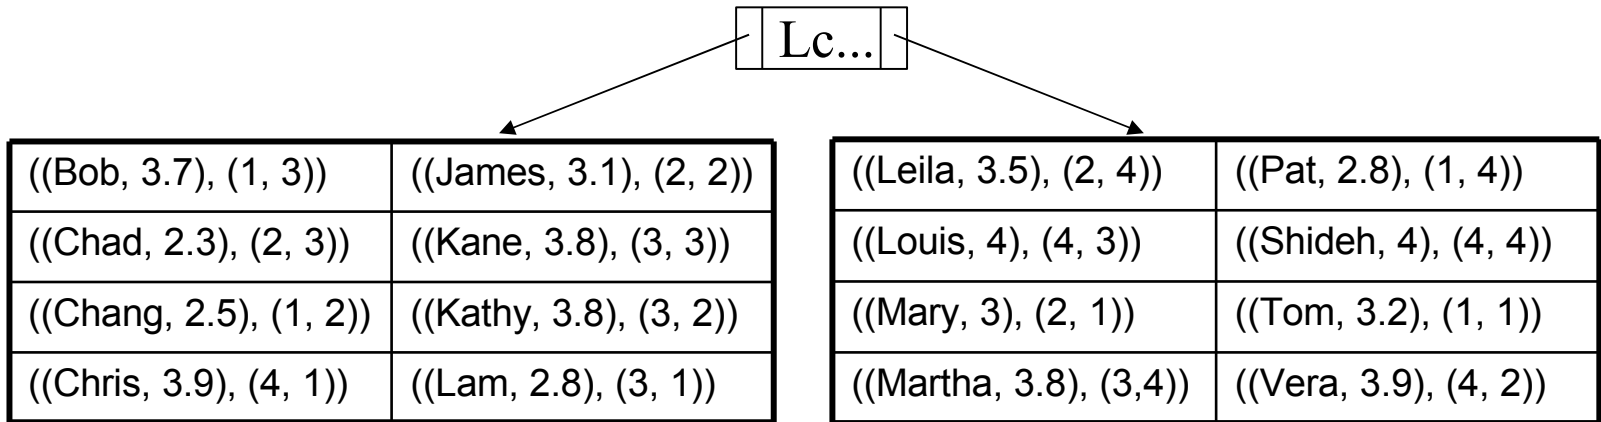 Lc...
((Bob, 3.7), (1, 3)) ((James, 3.1), (2, 2))
((Chad, 2.3), (2, 3)) ((Kane, 3.8), (3, 3))
((Chang, 2.5), (1, 2)) ((Kathy, 3.8), (3, 2))
((Chris, 3.9), (4, 1)) ((Lam, 2.8), (3, 1))
((Leila, 3.5), (2, 4)) ((Pat, 2.8), (1, 4))
((Louis, 4), (4, 3)) ((Shideh, 4), (4, 4))
((Mary, 3), (2, 1)) ((Tom, 3.2), (1, 1))
((Martha, 3.8), (3,4)) ((Vera, 3.9), (4, 2))